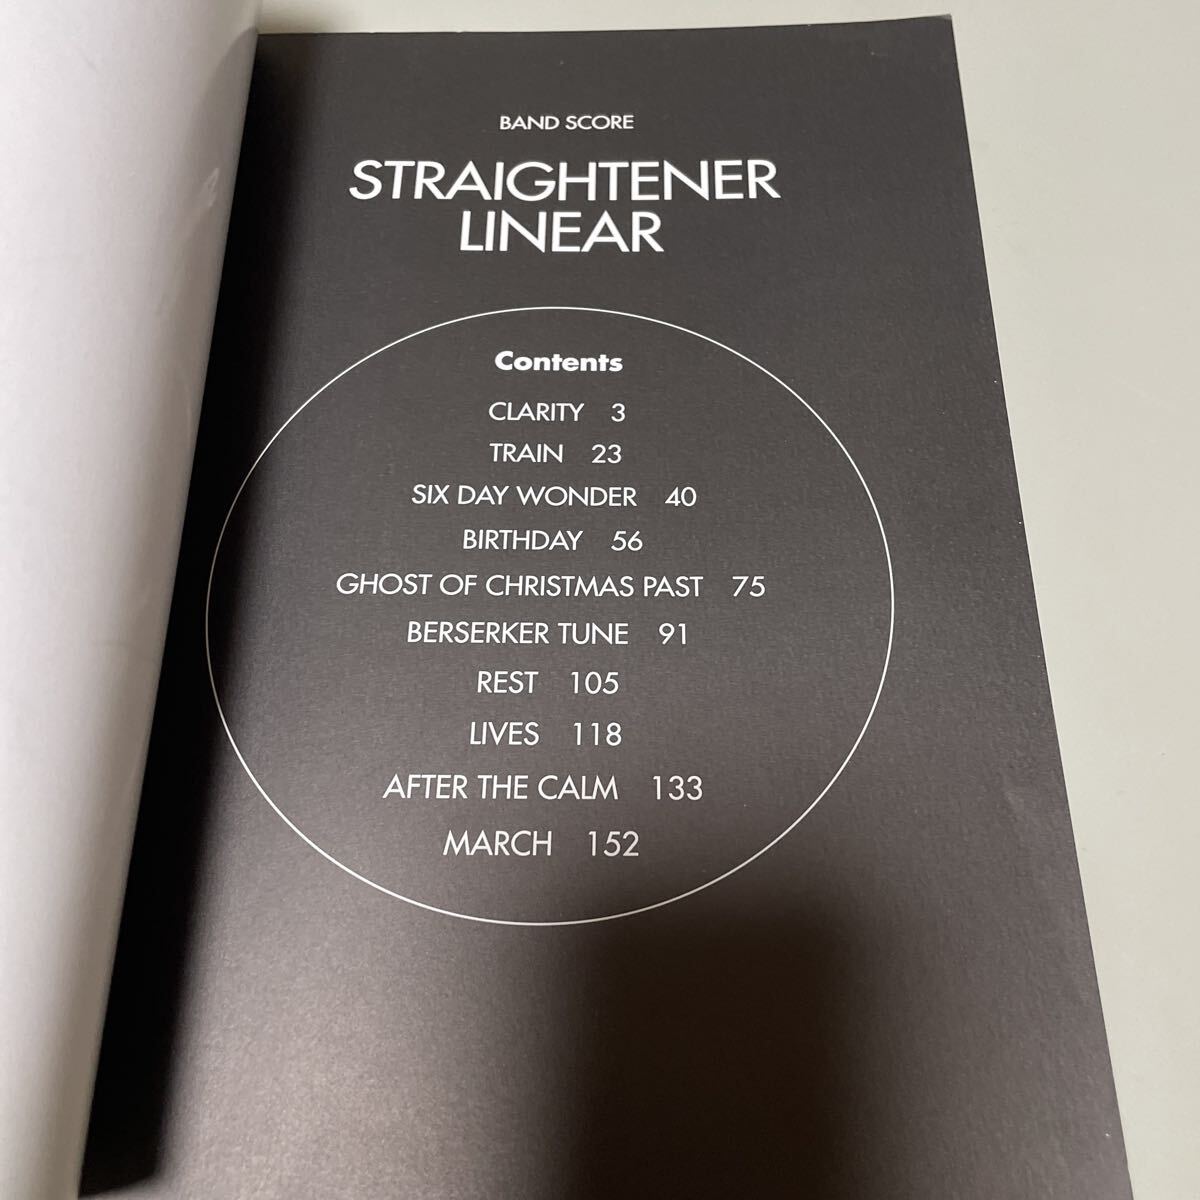 BAND SCORE
STRAIGHTENER
LINEAR
Contents
CLARITY 3
TRAIN 23
SIX DAY WONDER 40
BIRTHDAY 56
GHOST OF CHRISTMAS PAST 75
BERSERKER TUNE 91
REST 105
LIVES 118
AFTER THE CALM 133
MARCH 152